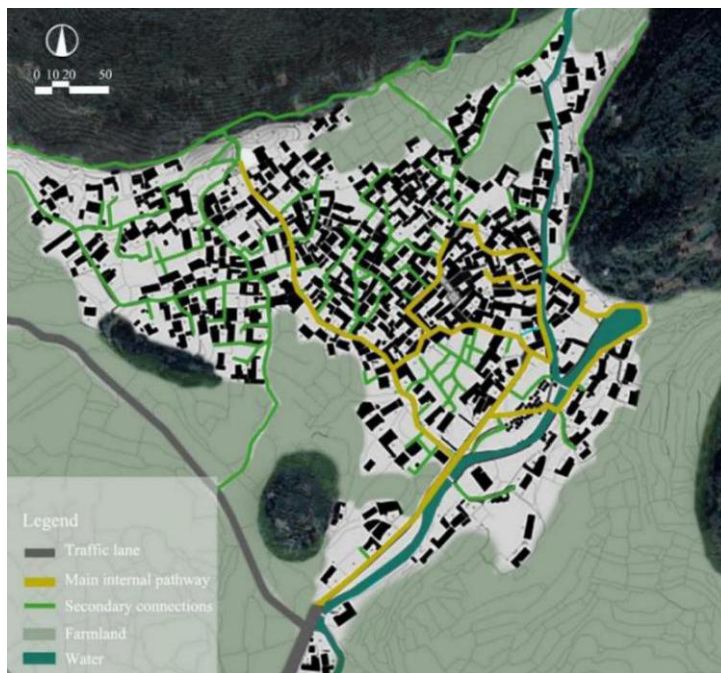 0 10 20 50
Legend
Traffic lane
Main internal pathway
Secondary connections
Farmland
Water